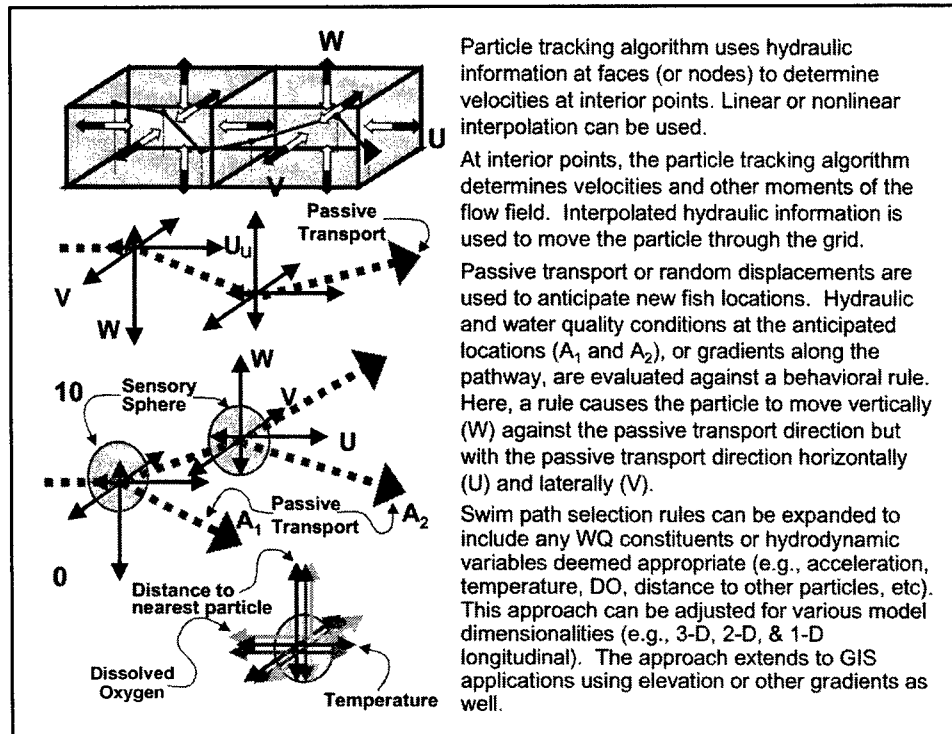 W
U
V
Passive
Transport
U
U
V
W
10
Sensory
Sphere
W
V
U
A1
Passive
Transport
A2
0
Distance to
nearest particle
Dissolved
Oxygen
Temperature
Particle tracking algorithm uses hydraulic
information at faces (or nodes) to determine
velocities at interior points. Linear or nonlinear
interpolation can be used.
At interior points, the particle tracking algorithm
determines velocities and other moments of the
flow field. Interpolated hydraulic information is
used to move the particle through the grid.
Passive transport or random displacements are
used to anticipate new fish locations. Hydraulic
and water quality conditions at the anticipated
locations (A1 and A2), or gradients along the
pathway, are evaluated against a behavioral rule.
Here, a rule causes the particle to move vertically
(W) against the passive transport direction but
with the passive transport direction horizontally
(U) and laterally (V).
Swim path selection rules can be expanded to
include any WQ constituents or hydrodynamic
variables deemed appropriate (e.g., acceleration,
temperature, DO, distance to other particles, etc).
This approach can be adjusted for various model
dimensionalities (e.g., 3-D, 2-D, & 1-D
longitudinal). The approach extends to GIS
applications using elevation or other gradients as
well.